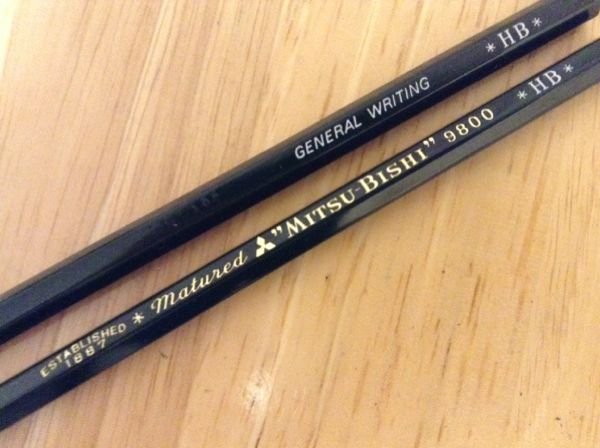 GENERAL WRITING *HB*
ESTABLISHED
1887
* Matured "MITSU-BISHI" 9800 *HB*